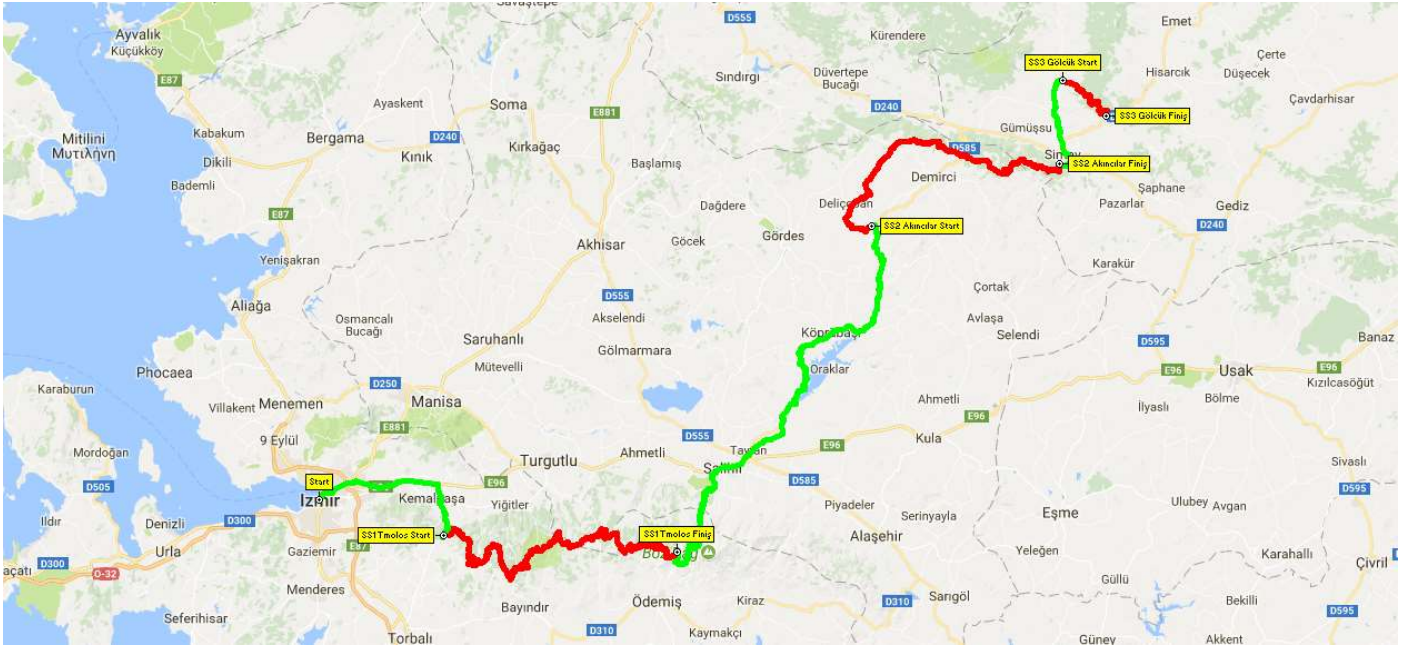 Savaştepe
D555
Emet
Ayvalık
Küçükköy
Kürendere
Çerte
SS3 Gölcük Start
Hisarcık
Düşecek
E87
Sındırgı
Düvertepe
Bucağı
Soma
Ayaskent
D240
Çavdarhisar
E881
SS3 Gölcük Finiş
Mitilini
Μυτιλήνη
Kabakum
Bergama
D240
Gümüşsu
Kırkağaç
D585
Dikili
Kınık
Başlamış
SS2 Akıncılar Finiş
Demirci
Bademli
Şaphane
Dağdere
Pazarlar
Gediz
E87
SS2 Akıncılar Start
D240
Gördes
Göcek
Akhisar
Yenişakran
Karakür
Çortak
D555
Aliağa
Osmancalı
Bucağı
Akselendi
Avlaşa
Selendi
Banaz
Saruhanlı
D595
Gölmarmara
Phocaea
Mütevelli
Oraklar
E96
Usak
E96
Karaburun
D250
Kızılcasöğüt
Manisa
Ahmetli
Bölme
Villakent
Menemen
İlyaslı
E96
E881
Kula
9 Eylül
D555
E96
Mordoğan
Ahmetli
Turgutlu
Sivaslı
Start
D585
D505
E96
Yiğitler
Piyadeler
D595
İzmir
Ulubey
Avgan
Ildır
Denizli
D300
Serinyayla
Eşme
SS1Tmolos Start
SS1Tmolos Finiş
Alaşehir
Urla
Gaziemir
E87
Yeleğen
Karahallı
Çivril
D300
O-32
Güllü
Menderes
Ödemiş
Kiraz
D310
Sarıgöl
Bekilli
Bayındır
Seferihisar
D595
D310
Kaymakçı
Torbalı
Güney
Akkent